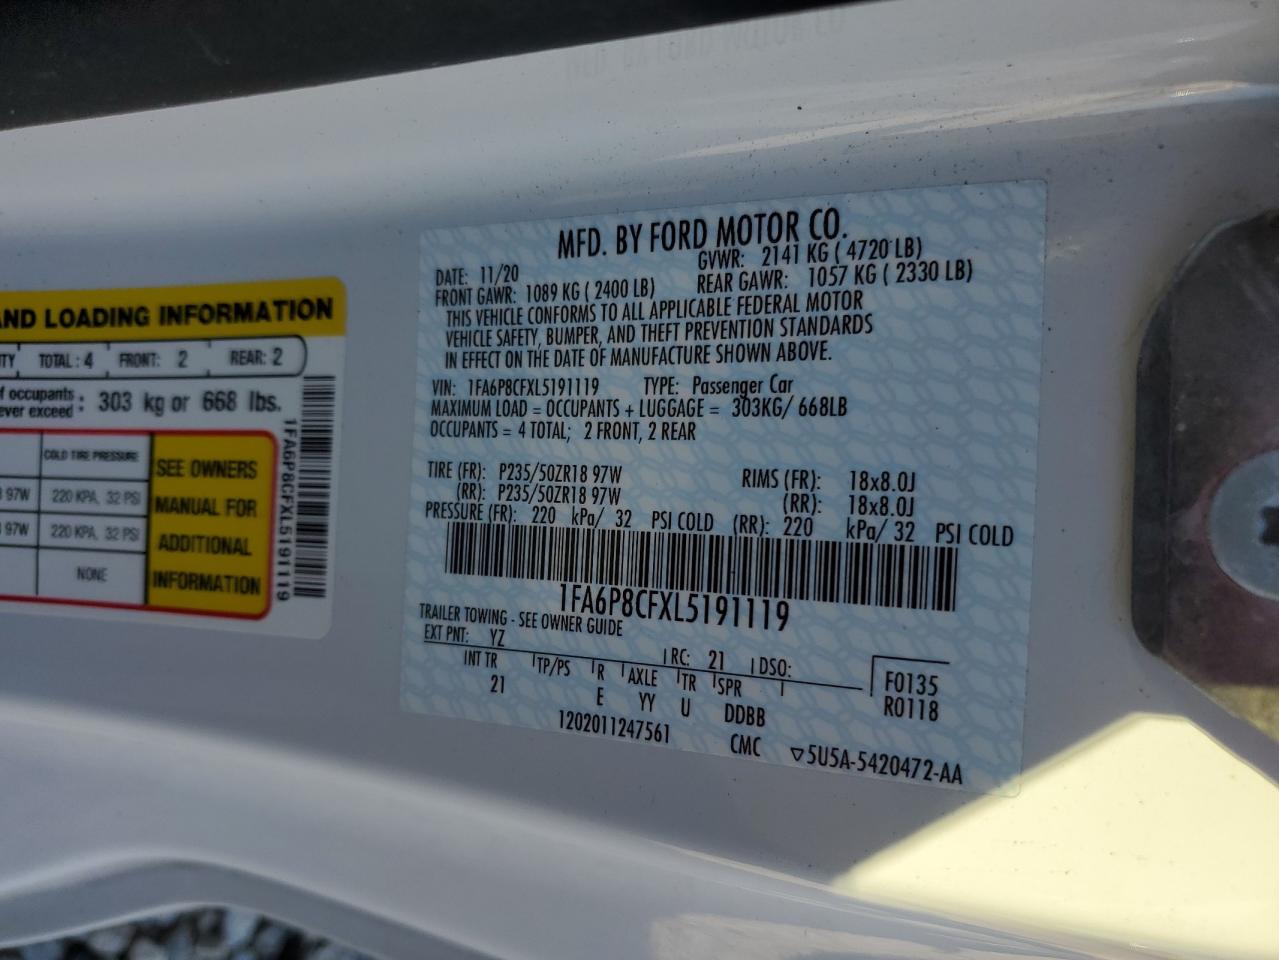 AND LOADING INFORMATION
TOTAL: 4 FRONT: 2 REAR: 2
of occupants
never exceed : 303 kg or 668 lbs.
COLD TIRE PRESSURE
97W 220 KPA, 32 PSI
97W 220 KPA, 32 PSI
NONE
SEE OWNERS
MANUAL FOR
ADDITIONAL
INFORMATION
1FA6P8CFXL5191119
MFD. BY FORD MOTOR CO.
DATE: 11/20 GVWR: 2141 KG ( 4720 LB)
FRONT GAWR: 1089 KG ( 2400 LB) REAR GAWR: 1057 KG ( 2330 LB)
THIS VEHICLE CONFORMS TO ALL APPLICABLE FEDERAL MOTOR
VEHICLE SAFETY, BUMPER, AND THEFT PREVENTION STANDARDS
IN EFFECT ON THE DATE OF MANUFACTURE SHOWN ABOVE.
VIN: 1FA6P8CFXL5191119 TYPE: Passenger Car
MAXIMUM LOAD = OCCUPANTS + LUGGAGE = 303KG/ 668LB
OCCUPANTS = 4 TOTAL; 2 FRONT, 2 REAR
TIRE (FR): P235/50ZR18 97W RIMS (FR): 18x8.0J
(RR): P235/50ZR18 97W (RR): 18x8.0J
PRESSURE (FR): 220 kPa/ 32 PSI COLD (RR): 220 kPa/ 32 PSI COLD
1FA6P8CFXL5191119
TRAILER TOWING - SEE OWNER GUIDE
EXT PNT: YZ RC: 21 DSO:
INT TR TP/PS R AXLE TR SPR
21 E YY U DDBB
F0135
R0118
1202011247561 CMC ▽5U5A-5420472-AA